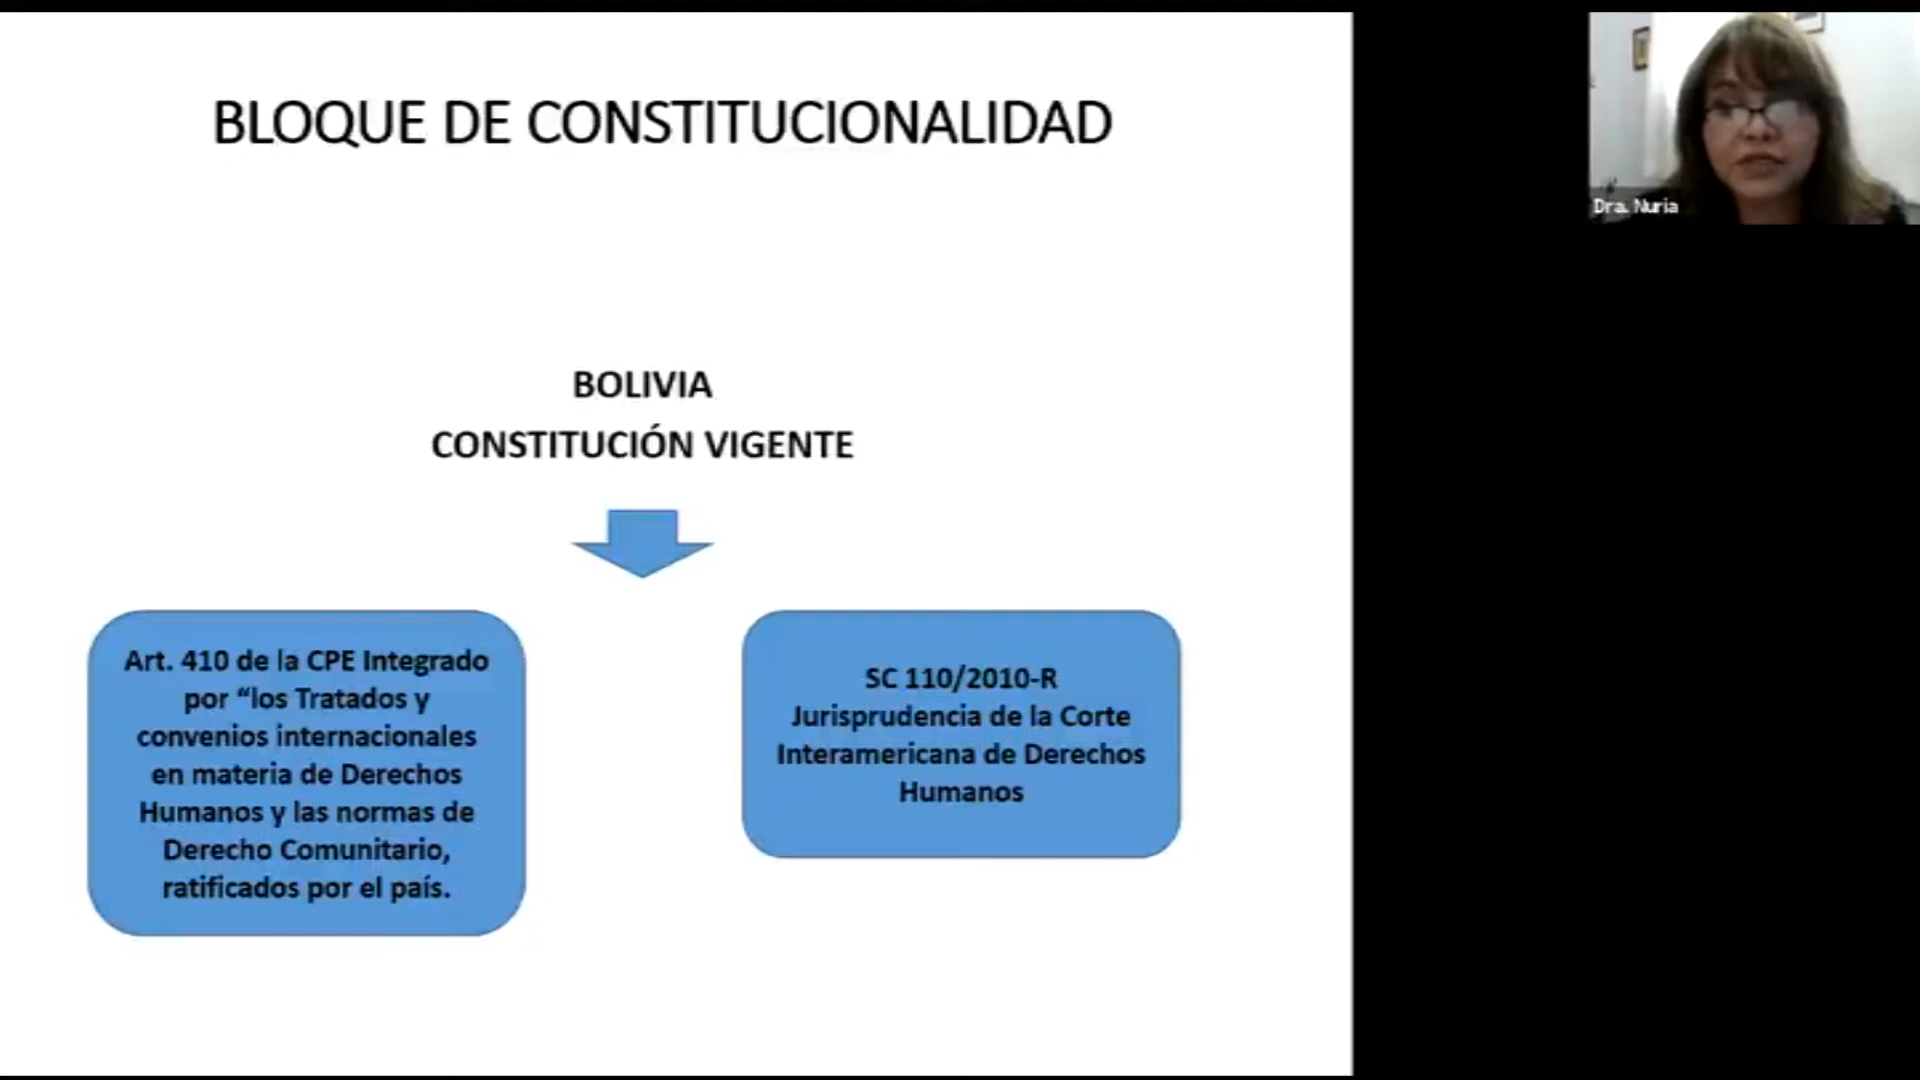 BLOQUE DE CONSTITUCIONALIDAD
BOLIVIA
CONSTITUCIÓN VIGENTE
Art. 410 de la CPE Integrado
por “los Tratados y
convenios internacionales
en materia de Derechos
Humanos y las normas de
Derecho Comunitario,
ratificados por el país.
SC 110/2010-R
Jurisprudencia de la Corte
Interamericana de Derechos
Humanos
Dra. Nuria